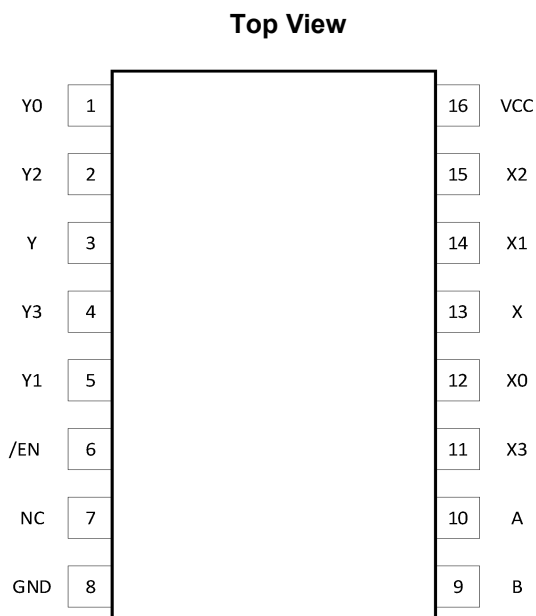 Top View
Y0 1 16 VCC
Y2 2 15 X2
Y 3 14 X1
Y3 4 13 X
Y1 5 12 X0
/EN 6 11 X3
NC 7 10 A
GND 8 9 B